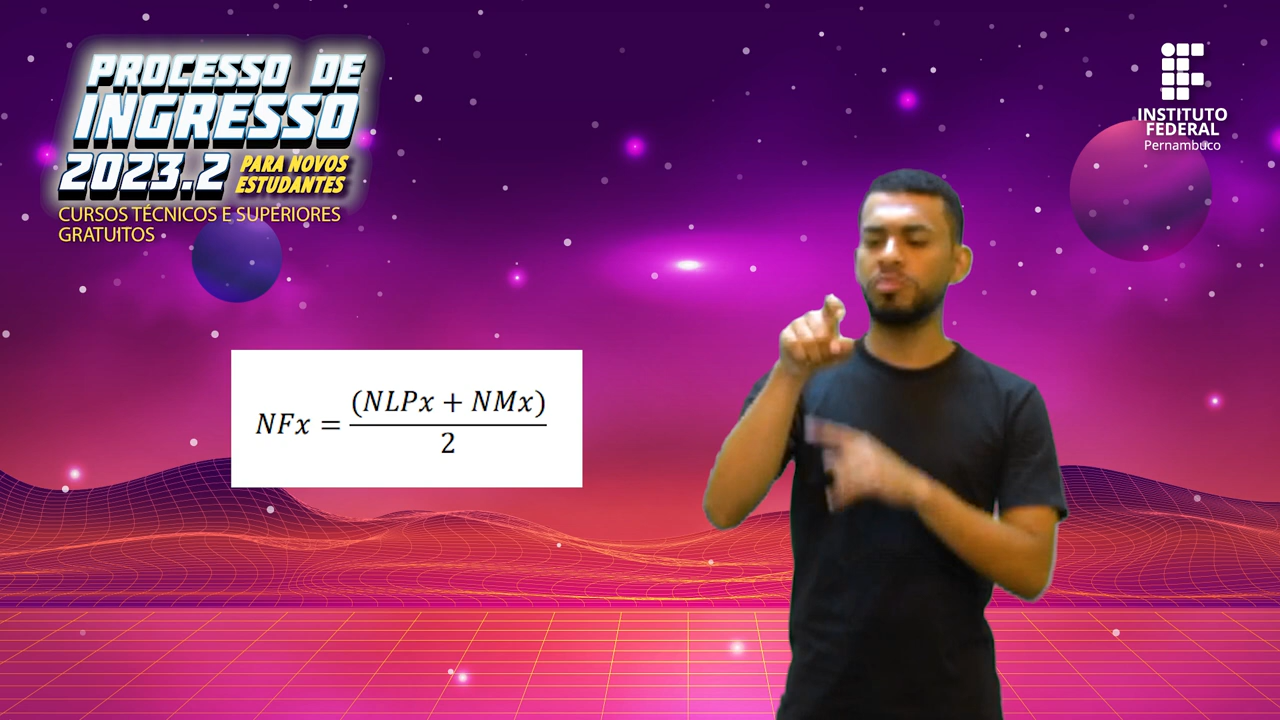 PROCESSO DE
INGRESSO
2023.2 PARA NOVOS
ESTUDANTES
CURSOS TÉCNICOS E SUPERIORES
GRATUITOS
INSTITUTO
FEDERAL
Pernambuco
NFx = (NLPx + NMx) / 2